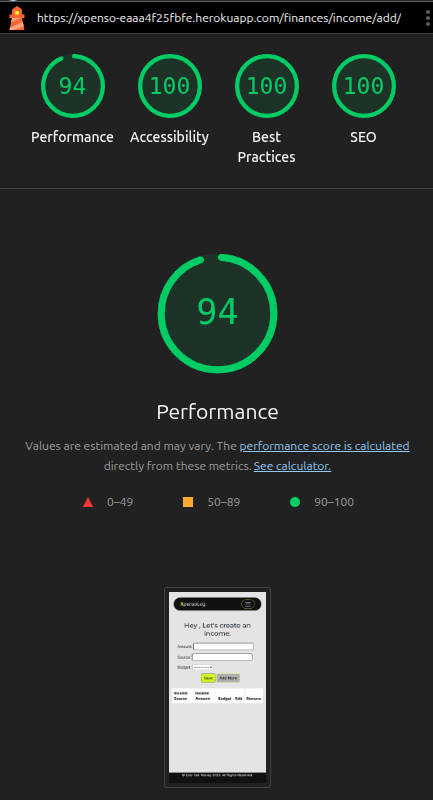 https://xpenso-eaaa4f25fbfe.herokuapp.com/finances/income/add/
94
100
100
100
Performance
Accessibility
Best
Practices
SEO
94
Performance
Values are estimated and may vary. The performance score is calculated
directly from these metrics. See calculator.
0–49
50–89
90–100
XpensoLog
Hey , Let's create an
income.
Amount:
Source:
Budget:
Save
Add More
Income
Source
Income
Amount
Budget
Edit
Remove
All Rights Reserved.